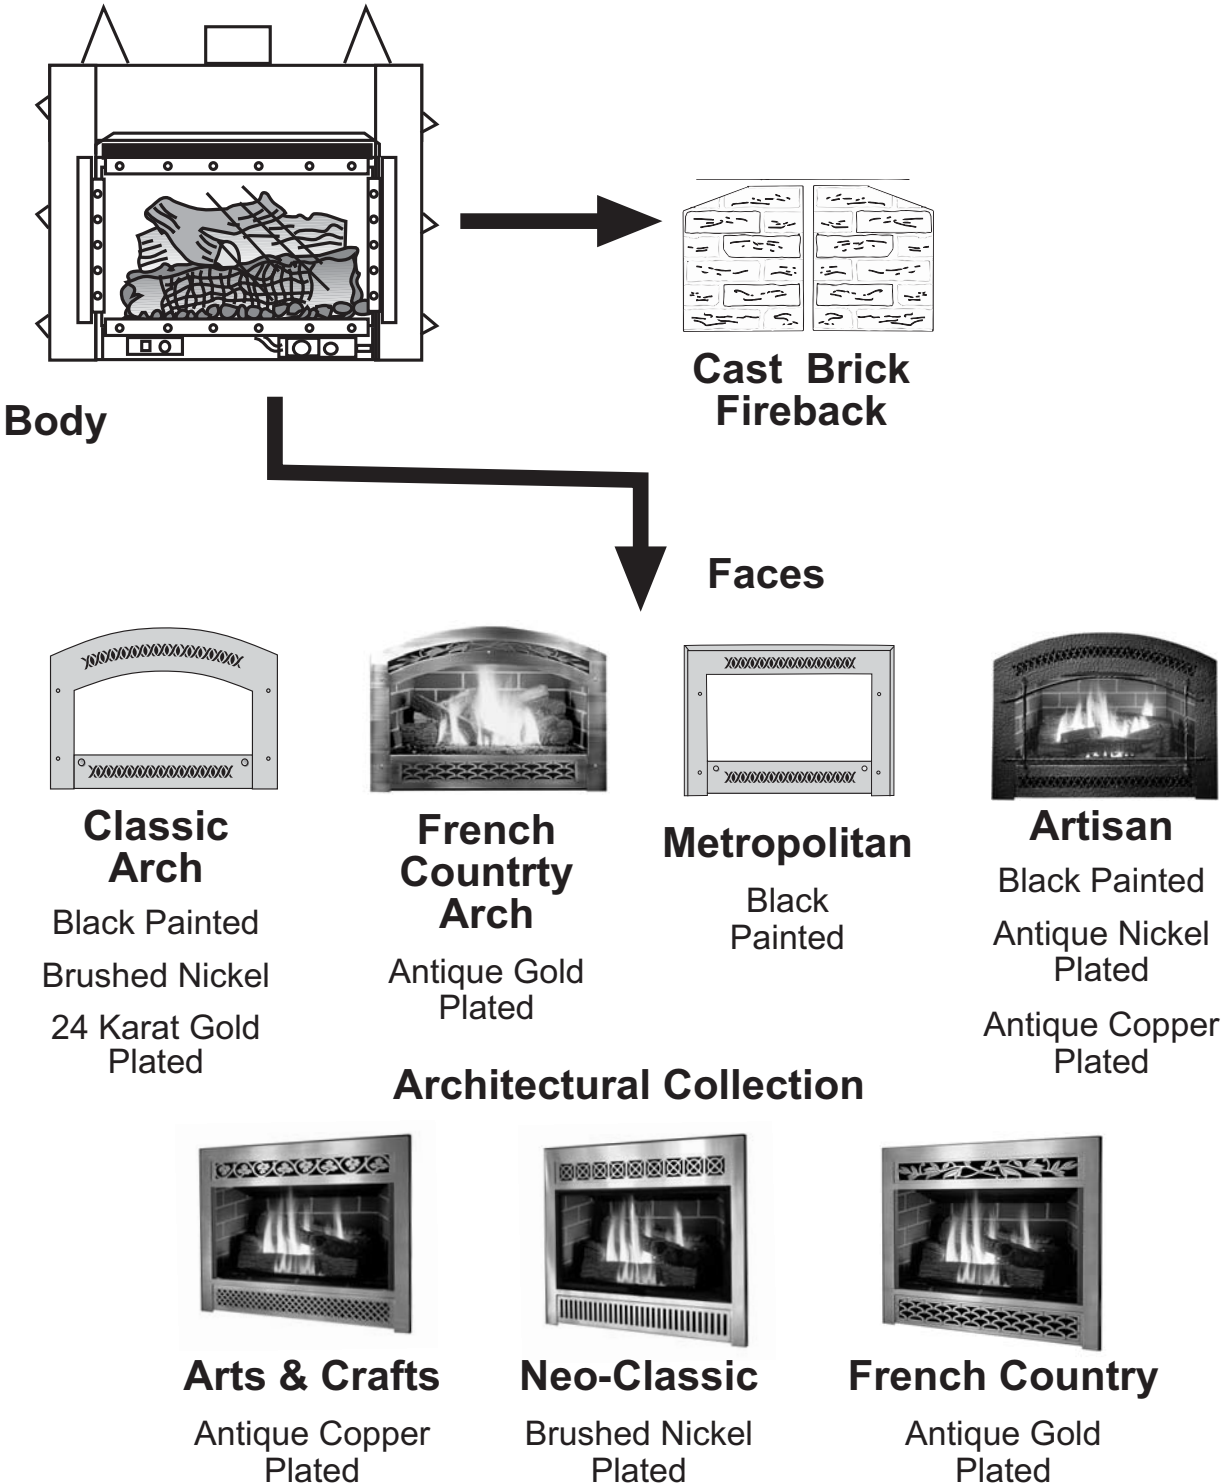 Cast Brick
Fireback
Body
Faces
Classic
Arch
Black Painted
Brushed Nickel
24 Karat Gold
Plated
French
Countrty
Arch
Antique Gold
Plated
Metropolitan
Black
Painted
Artisan
Black Painted
Antique Nickel
Plated
Antique Copper
Plated
Architectural Collection
Arts & Crafts
Antique Copper
Plated
Neo-Classic
Brushed Nickel
Plated
French Country
Antique Gold
Plated